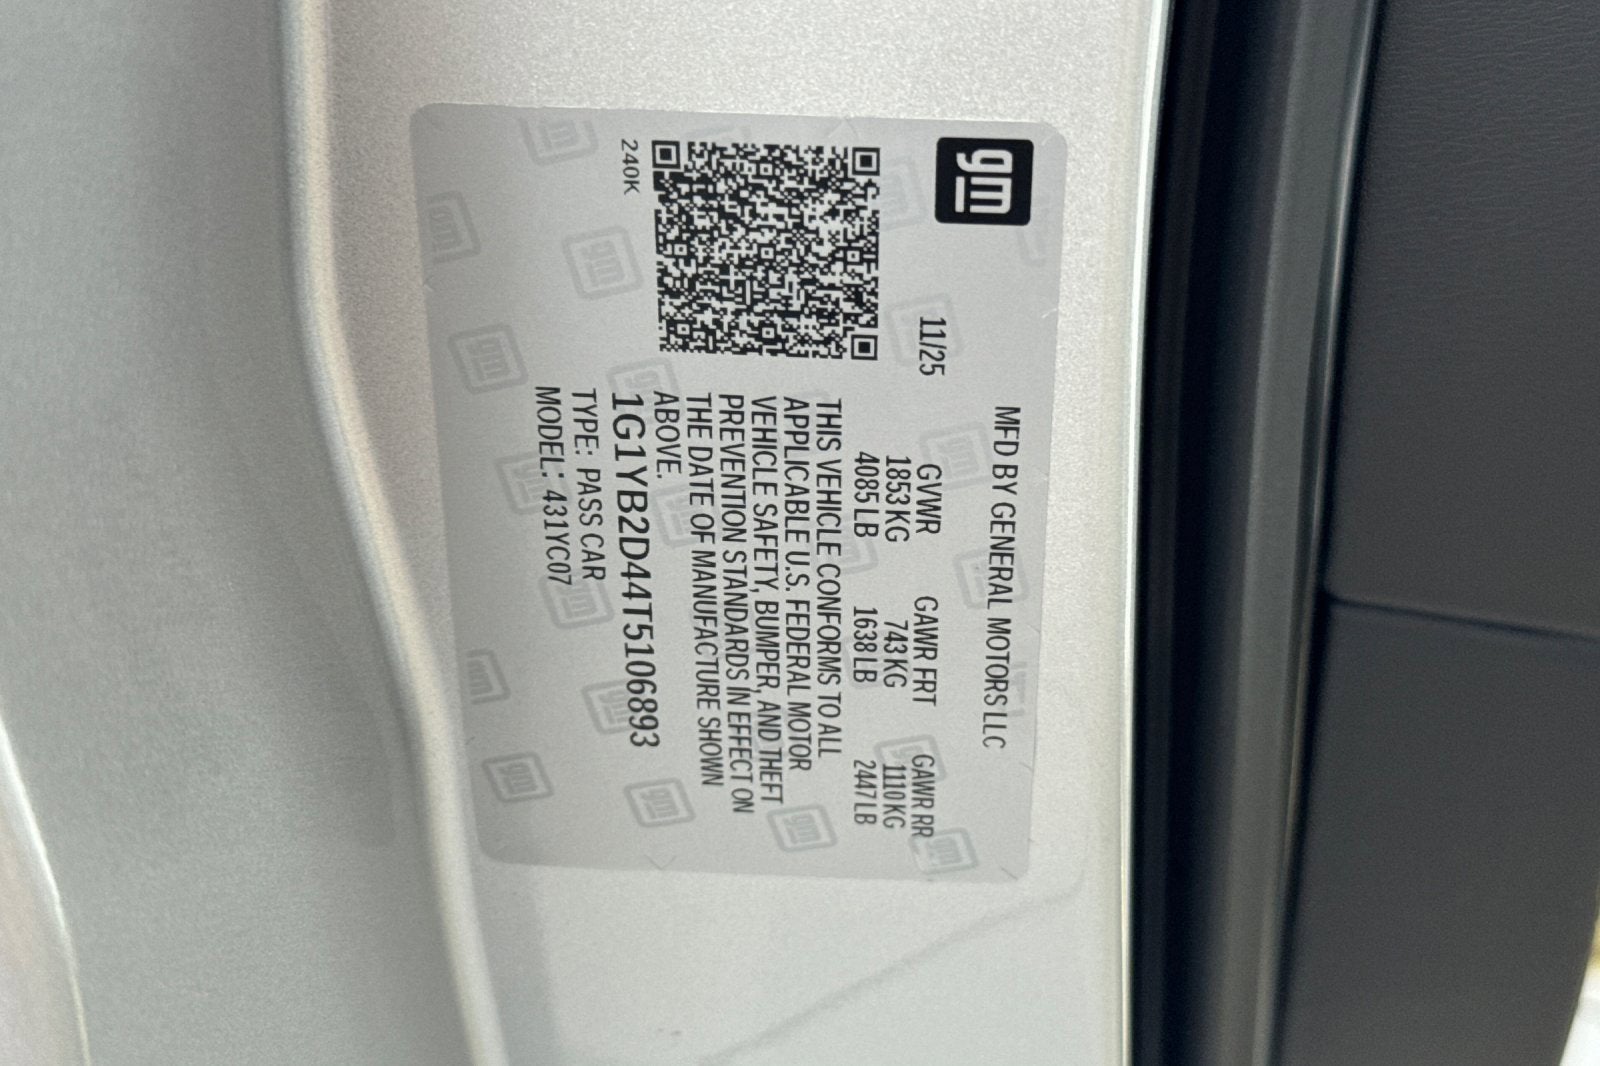 gm
MFD BY GENERAL MOTORS LLC
11/25
GVWR GAWR FRT GAWR RR
1853 KG 743 KG 1110 KG
4085 LB 1638 LB 2447 LB
THIS VEHICLE CONFORMS TO ALL
APPLICABLE U.S. FEDERAL MOTOR
VEHICLE SAFETY, BUMPER, AND THEFT
PREVENTION STANDARDS IN EFFECT ON
THE DATE OF MANUFACTURE SHOWN
ABOVE.
1G1YB2D44T5106893
TYPE: PASS CAR
MODEL: 431YC07
240K